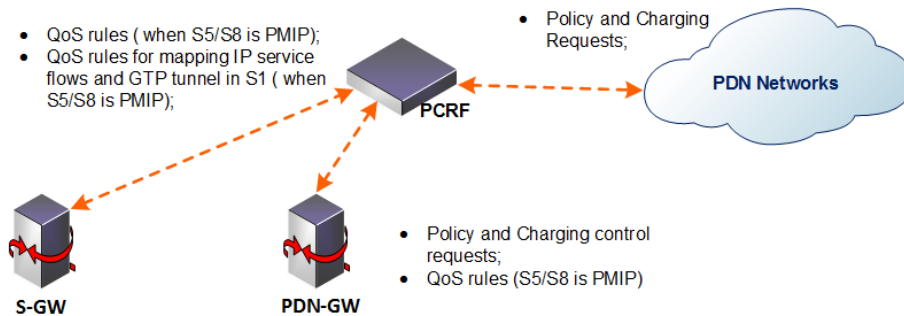 • QoS rules ( when S5/S8 is PMIP);
• QoS rules for mapping IP service
flows and GTP tunnel in S1 ( when
S5/S8 is PMIP);
• Policy and Charging
Requests;
PCRF
PDN Networks
• Policy and Charging control
requests;
• QoS rules (S5/S8 is PMIP)
S-GW
PDN-GW